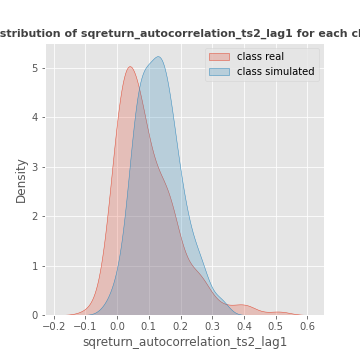 stribution of sqreturn_autocorrelation_ts2_lag1 for each cl
class real
class simulated
5
4
3
2
1
0
Density
−0.2 −0.1 0.0 0.1 0.2 0.3 0.4 0.5 0.6
sqreturn_autocorrelation_ts2_lag1